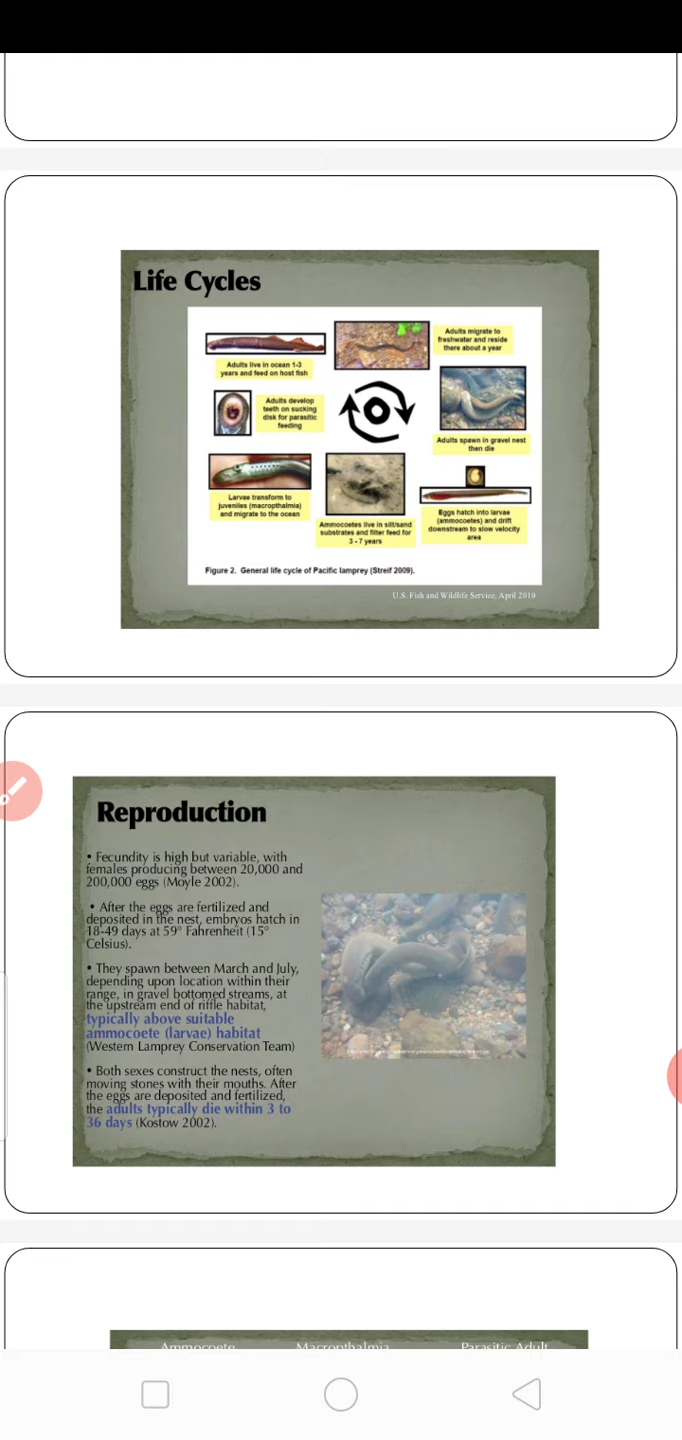 Life Cycles
Adults live in ocean 1-3
years and feed on host fish
Adults migrate to
freshwater and reside
there about a year
Adults develop
teeth on sucking
disk for parasitic
feeding
Adults spawn in gravel nest
then die
Larvae transform to
juveniles (macropthalmia)
and migrate to the ocean
Ammocoetes live in silt/sand
substrates and filter feed for
3 - 7 years
Eggs hatch into larvae
(ammocoetes) and drift
downstream to slow velocity
area
Figure 2. General life cycle of Pacific lamprey (Streif 2009).
U.S. Fish and Wildlife Service, April 2010
Reproduction
• Fecundity is high but variable, with
females producing between 20,000 and
200,000 eggs (Moyle 2002).
• After the eggs are fertilized and
deposited in the nest, embryos hatch in
18-49 days at 59° Fahrenheit (15°
Celsius).
• They spawn between March and July,
depending upon location within their
range, in gravel bottomed streams, at
the upstream end of riffle habitat,
typically above suitable
ammocoete (larvae) habitat
(Western Lamprey Conservation Team)
• Both sexes construct the nests, often
moving stones with their mouths. After
the eggs are deposited and fertilized,
the adults typically die within 3 to
36 days (Kostow 2002).
Ammocoete Macropthalmia Parasitic Adult